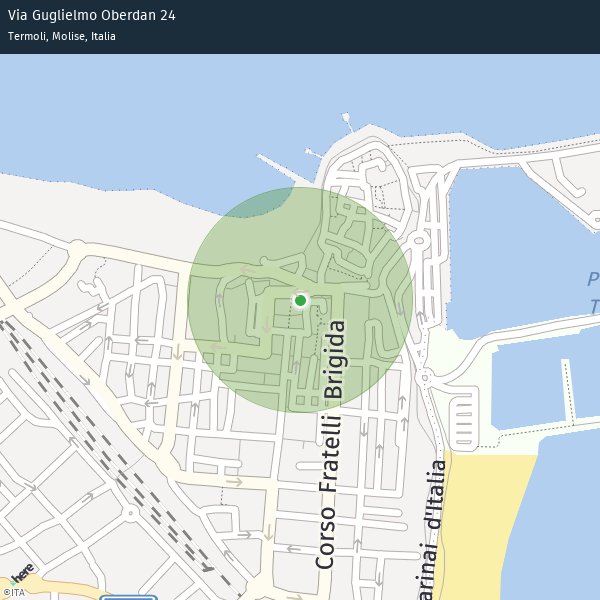 Via Guglielmo Oberdan 24
Termoli, Molise, Italia
P
T
Corso Fratelli Brigida
arinai d'Italia
here
©ITA